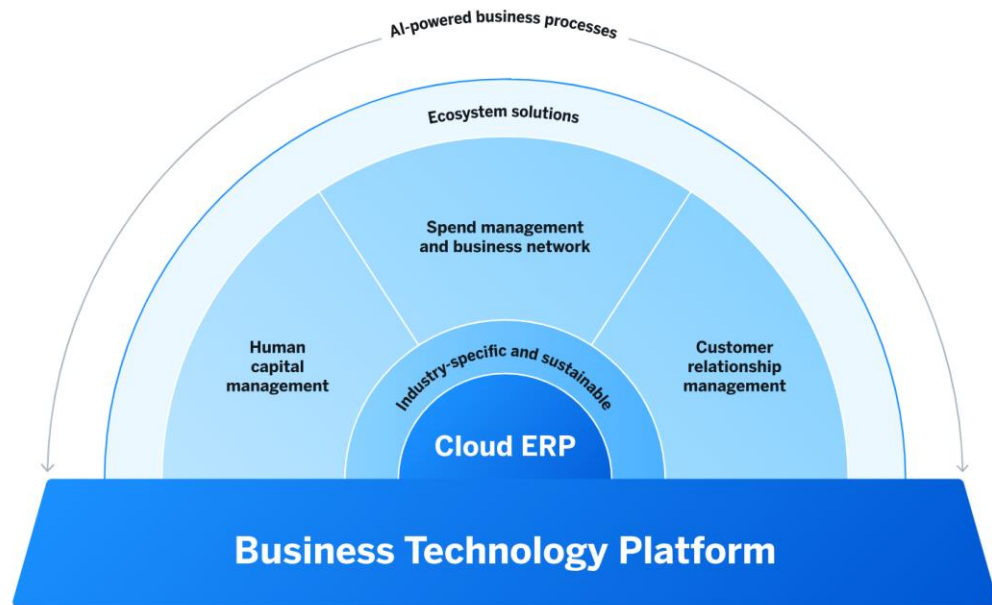 AI-powered business processes
Ecosystem solutions
Spend management
and business network
Human
capital
management
Customer
relationship
management
Industry-specific and sustainable
Cloud ERP
Business Technology Platform